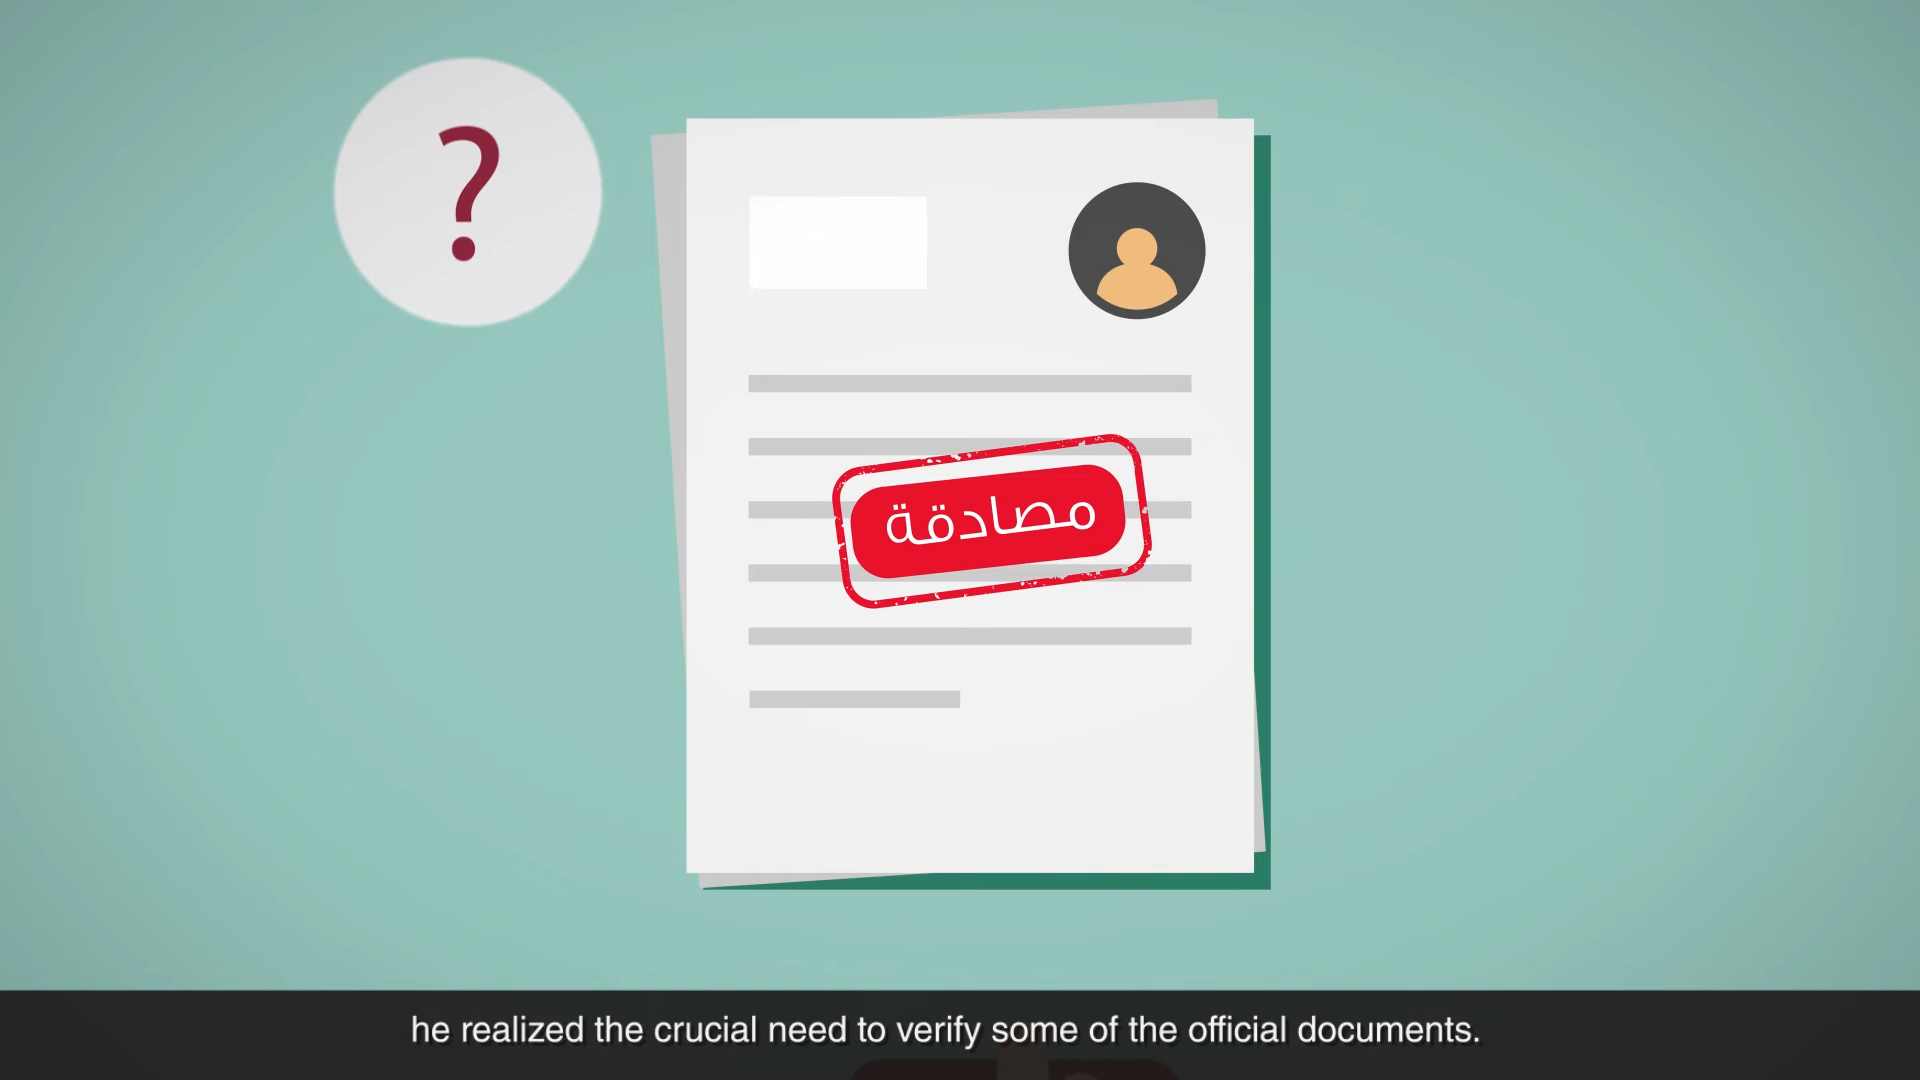 ?
مصادقة
he realized the crucial need to verify some of the official documents.